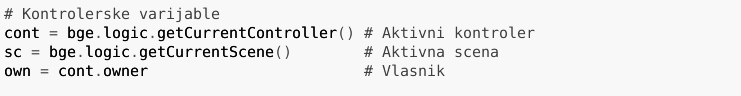 # Kontrolerske varijable
cont = bge.logic.getCurrentController() # Aktivni kontroler
sc = bge.logic.getCurrentScene()        # Aktivna scena
own = cont.owner                        # Vlasnik